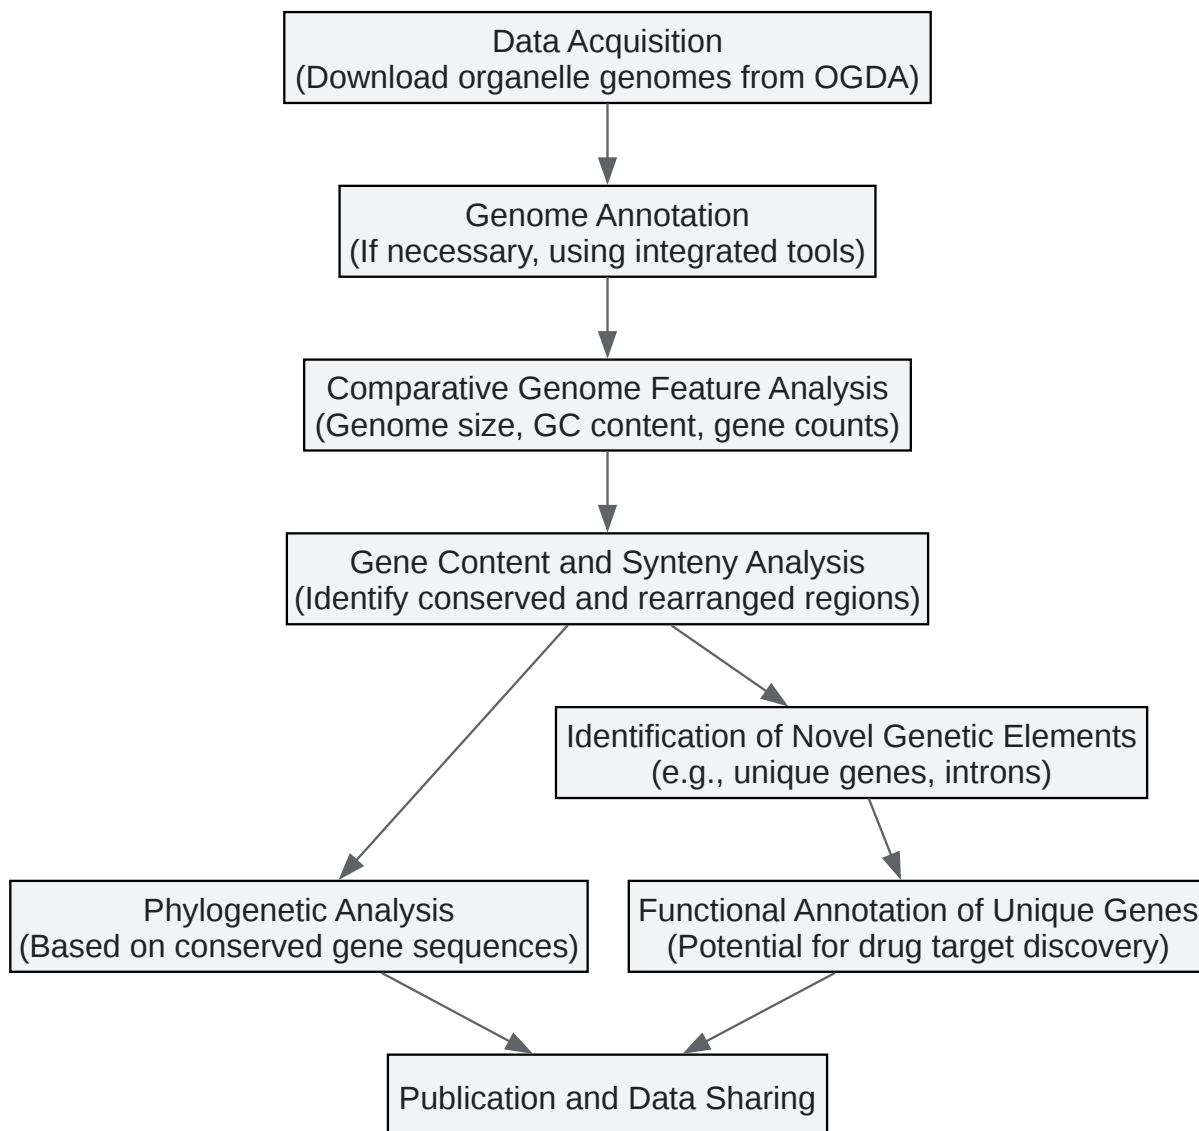 Data Acquisition
(Download organelle genomes from OGDA)
Genome Annotation
(If necessary, using integrated tools)
Comparative Genome Feature Analysis
(Genome size, GC content, gene counts)
Gene Content and Synteny Analysis
(Identify conserved and rearranged regions)
Identification of Novel Genetic Elements
(e.g., unique genes, introns)
Phylogenetic Analysis
(Based on conserved gene sequences)
Functional Annotation of Unique Genes
(Potential for drug target discovery)
Publication and Data Sharing